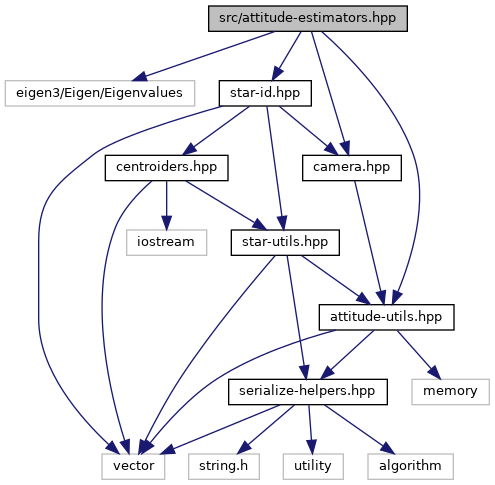 src/attitude-estimators.hpp
eigen3/Eigen/Eigenvalues
star-id.hpp
centroiders.hpp
camera.hpp
iostream
star-utils.hpp
attitude-utils.hpp
serialize-helpers.hpp
memory
vector
string.h
utility
algorithm